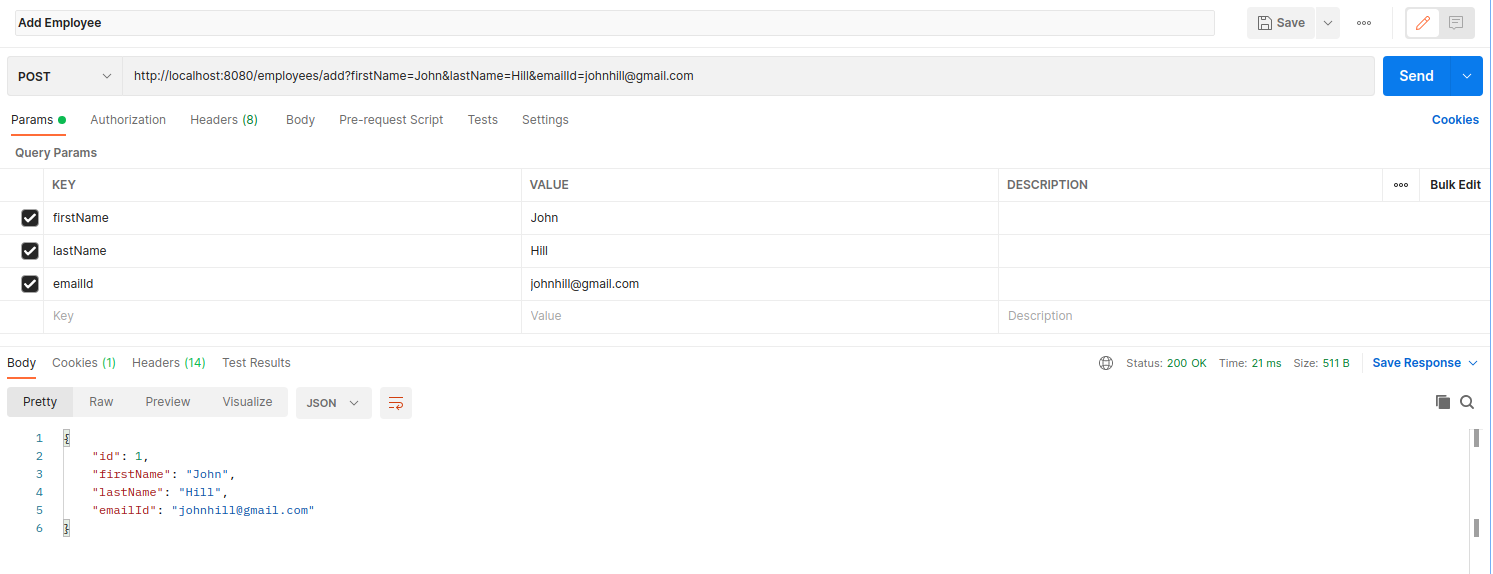 Add Employee
Save
POST http://localhost:8080/employees/add?firstName=John&lastName=Hill&emailId=johnhill@gmail.com Send
Params Authorization Headers (8) Body Pre-request Script Tests Settings Cookies
Query Params
KEY VALUE DESCRIPTION Bulk Edit
firstName John
lastName Hill
emailId johnhill@gmail.com
Key Value Description
Body Cookies (1) Headers (14) Test Results Status: 200 OK Time: 21 ms Size: 511 B Save Response
Pretty Raw Preview Visualize JSON
1 {
2 "id": 1,
3 "firstName": "John",
4 "lastName": "Hill",
5 "emailId": "johnhill@gmail.com"
6 }